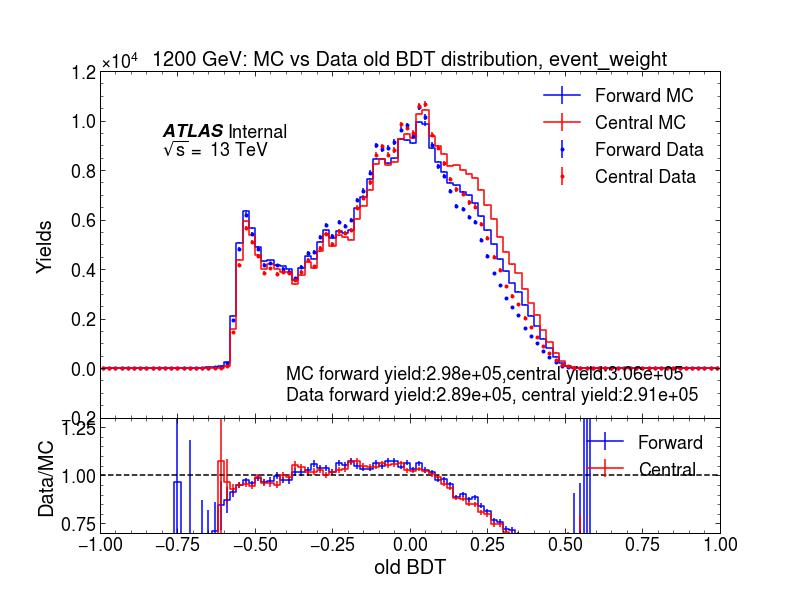 ×10⁴ 1200 GeV: MC vs Data old BDT distribution, event_weight
1.2
1.0
0.8
0.6
0.4
0.2
0.0
0.2
Yields
ATLAS Internal
√s = 13 TeV
Forward MC
Central MC
Forward Data
Central Data
MC forward yield:2.98e+05,central yield:3.06e+05
Data forward yield:2.89e+05, central yield:2.91e+05
1.25
1.00
0.75
Data/MC
Forward
Central
−1.00 −0.75 −0.50 −0.25 0.00 0.25 0.50 0.75 1.00
old BDT